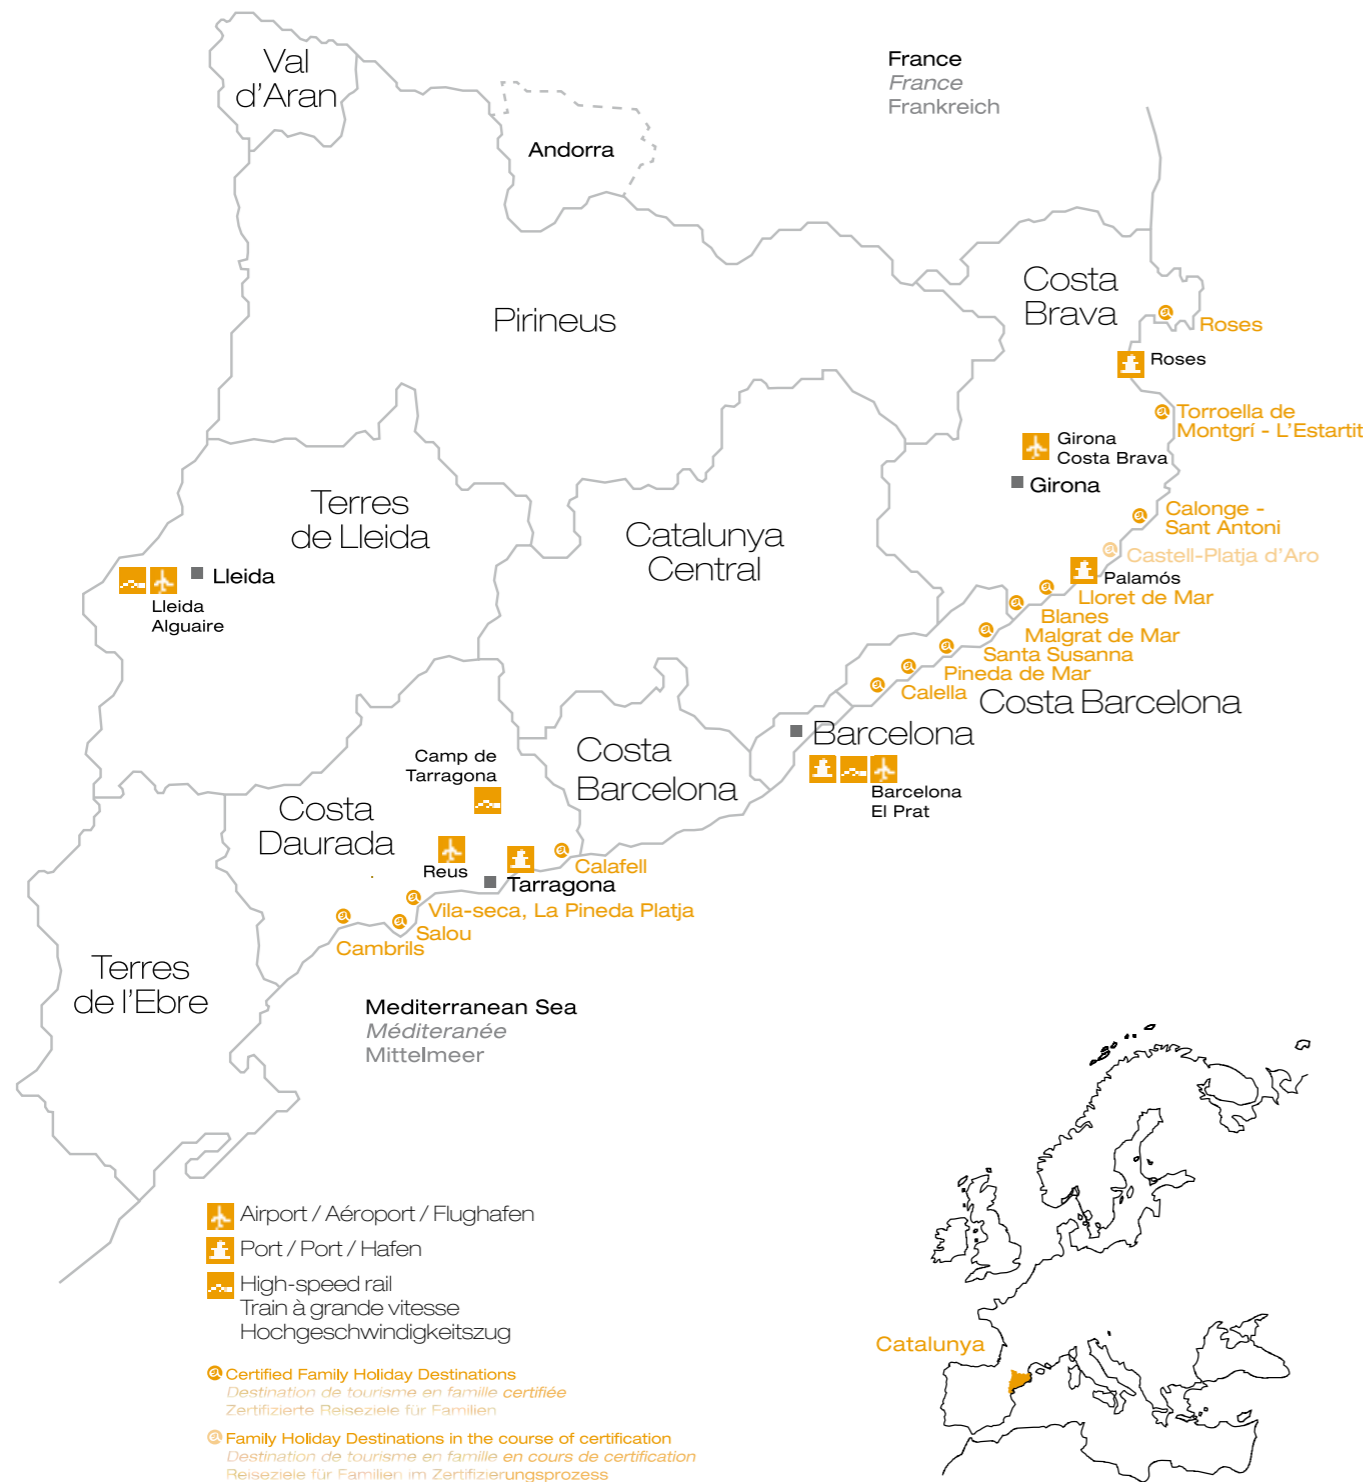 Val
d'Aran
France
France
Frankreich
Andorra
Pirineus
Costa
Brava
Roses
Roses
Torroella de
Montgrí - L'Estartit
Girona
Costa Brava
Girona
Terres
de Lleida
Catalunya
Central
Calonge -
Sant Antoni
Castell-Platja d'Aro
Lleida
Lleida
Alguaire
Palamós
Lloret de Mar
Blanes
Malgrat de Mar
Santa Susanna
Pineda de Mar
Calella
Costa Barcelona
Barcelona
Barcelona
El Prat
Costa
Barcelona
Camp de
Tarragona
Costa
Daurada
Reus
Tarragona
Calafell
Vila-seca, La Pineda Platja
Salou
Cambrils
Terres
de l'Ebre
Mediterranean Sea
Méditeranée
Mittelmeer
Airport / Aéroport / Flughafen
Port / Port / Hafen
High-speed rail
Train à grande vitesse
Hochgeschwindigkeitszug
Certified Family Holiday Destinations
Destination de tourisme en famille certifiée
Zertifizierte Reiseziele für Familien
Family Holiday Destinations in the course of certification
Destination de tourisme en famille en cours de certification
Reiseziele für Familien im Zertifizierungsprozess
Catalunya